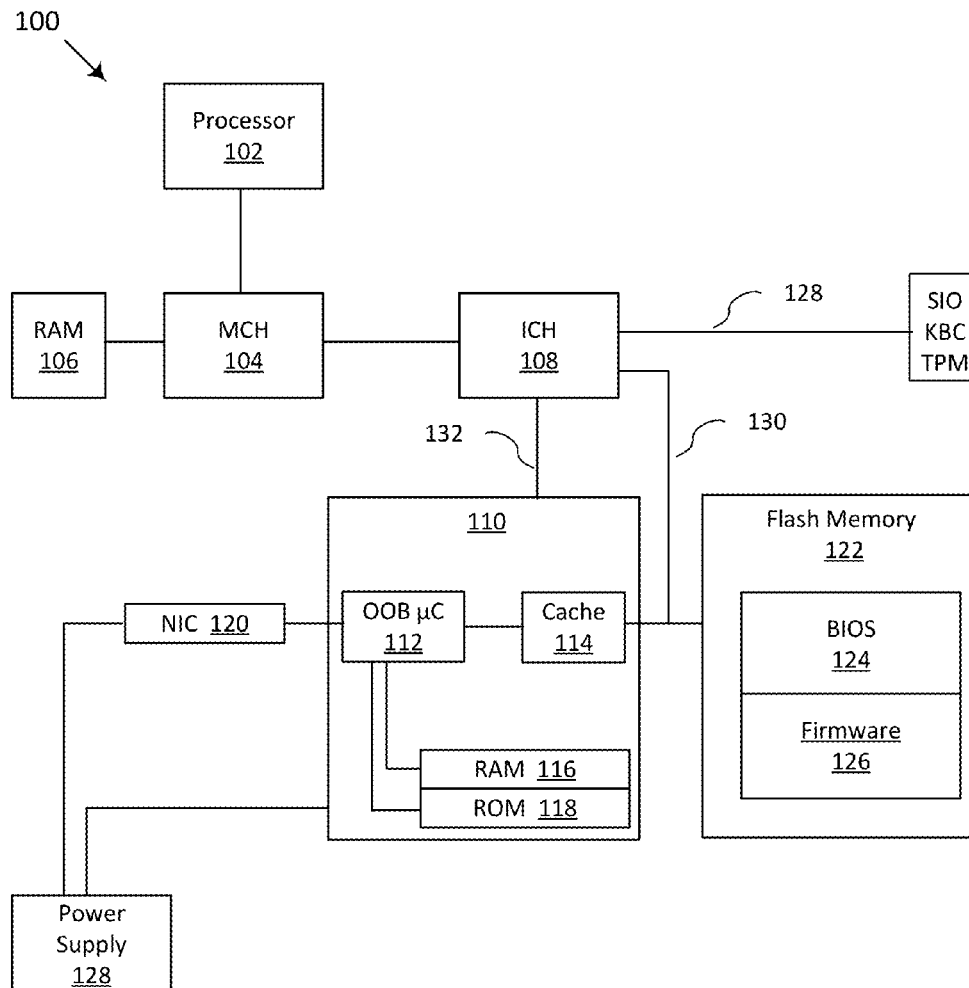 100
Processor
102
RAM
106
MCH
104
ICH
108
128
SIO
KBC
TPM
132
130
110
Flash Memory
122
NIC 120
OOB µC
112
Cache
114
BIOS
124
Firmware
126
RAM 116
ROM 118
Power
Supply
128